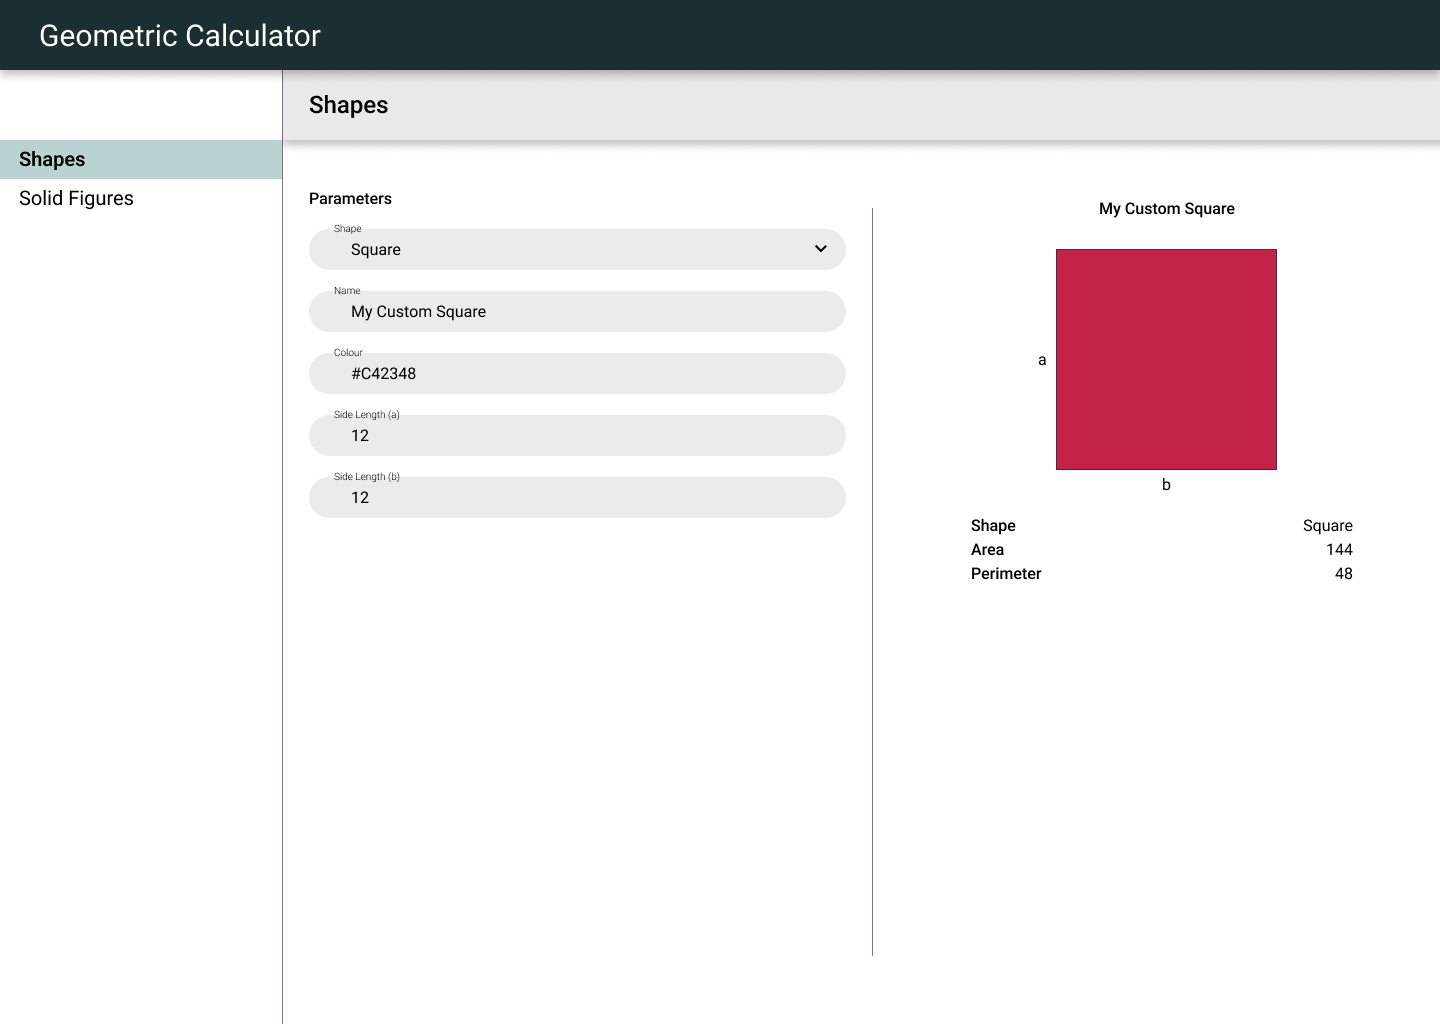 Geometric Calculator
Shapes
Shapes
Solid Figures
Parameters
Shape
Square
Name
My Custom Square
Colour
#C42348
Side Length (a)
12
Side Length (b)
12
My Custom Square
a
b
Shape Square
Area 144
Perimeter 48